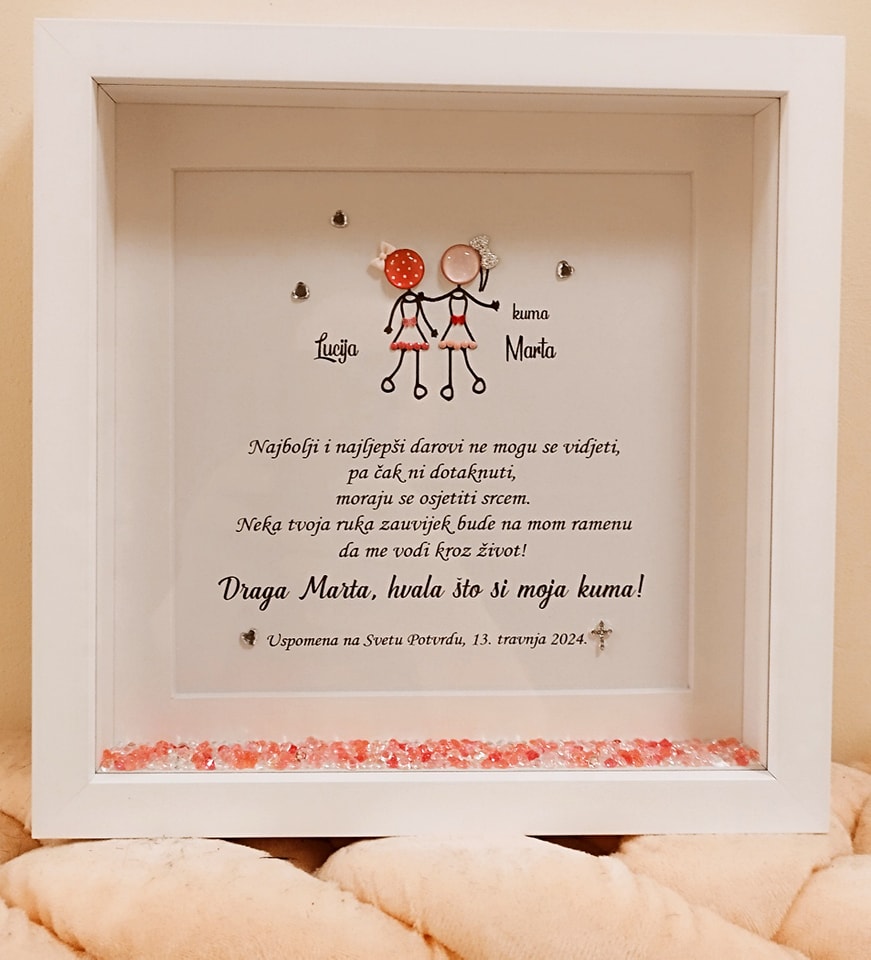 kuma
Lucija
Marta
Najbolji i najljepši darovi ne mogu se vidjeti,
pa čak ni dotaknuti,
moraju se osjetiti srcem.
Neka tvoja ruka zauvijek bude na mom ramenu
da me vodi kroz život!
Draga Marta, hvala što si moja kuma!
Uspomena na Svetu Potvrdu, 13. travnja 2024.